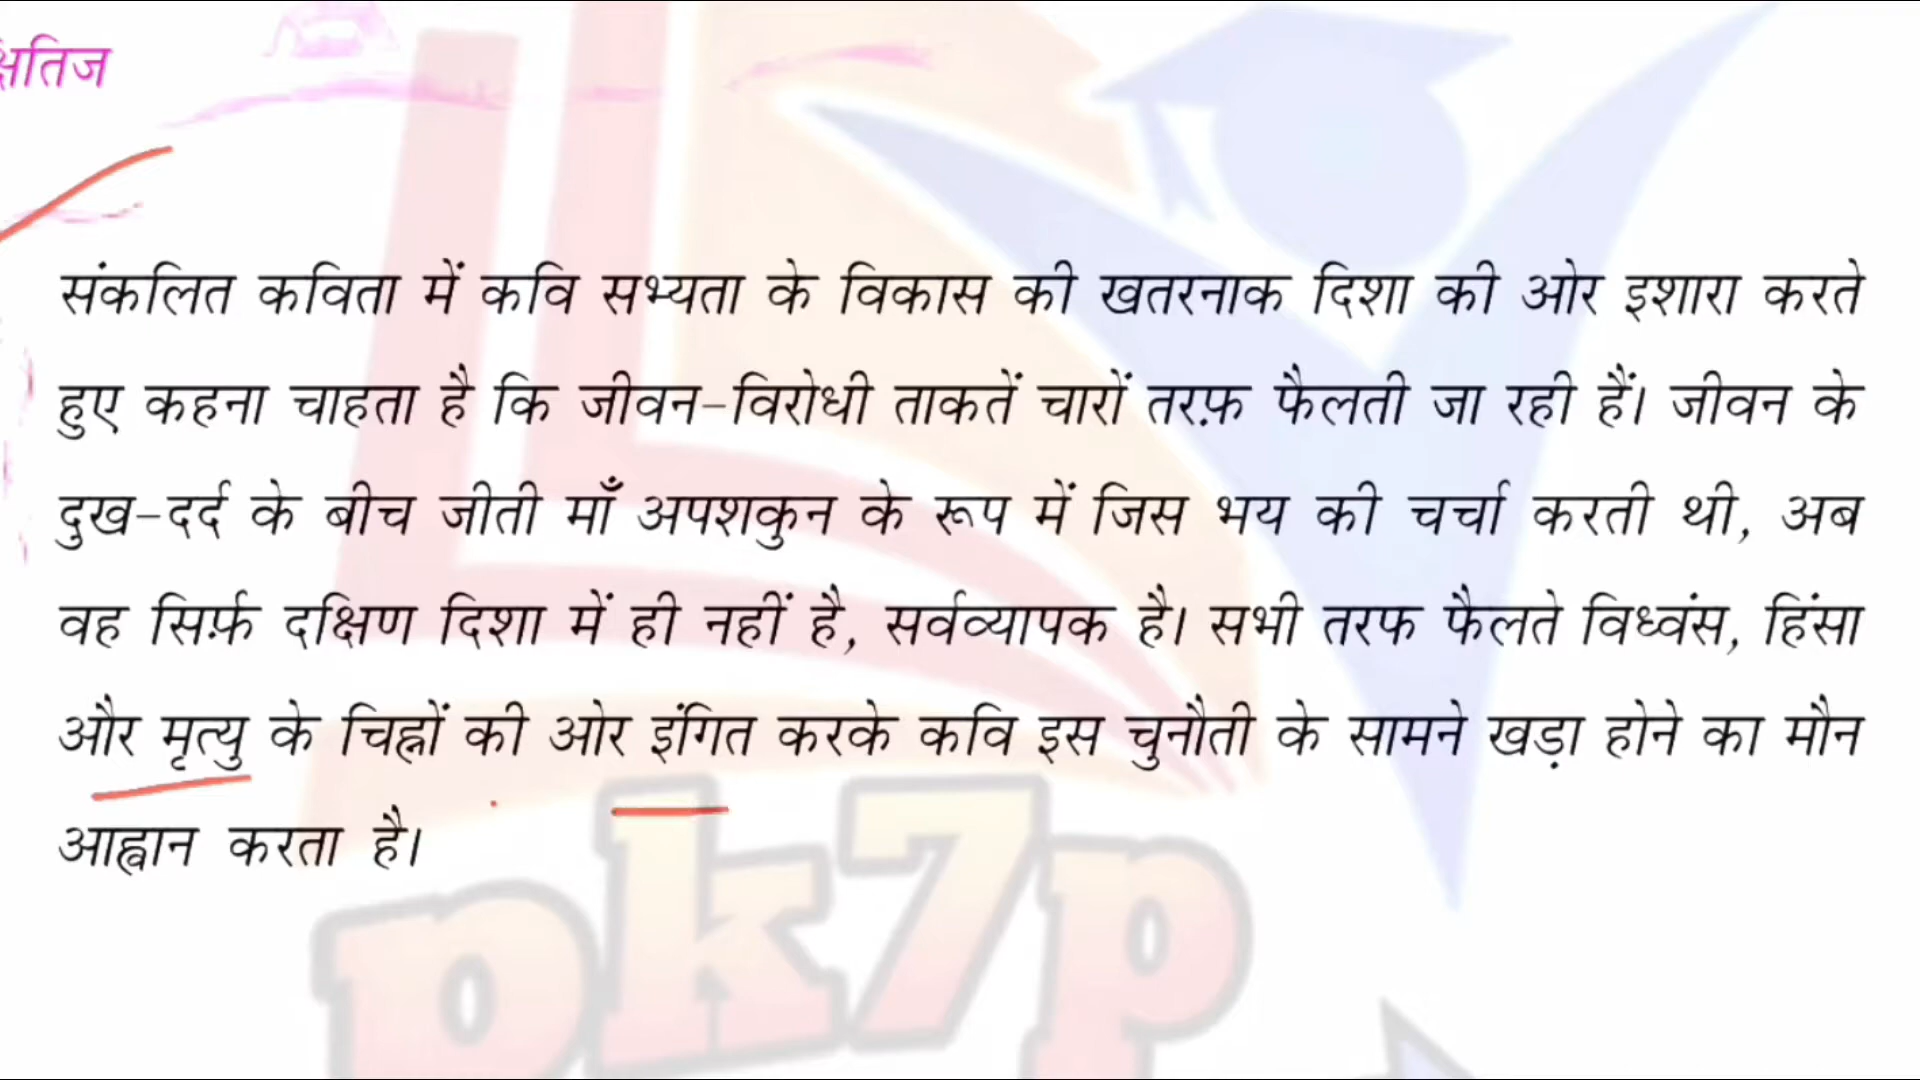 क्षितिज
संकलित कविता में कवि सभ्यता के विकास की खतरनाक दिशा की ओर इशारा करते
हुए कहना चाहता है कि जीवन-विरोधी ताकतें चारों तरफ़ फैलती जा रही हैं। जीवन के
दुख-दर्द के बीच जीती माँ अपशकुन के रूप में जिस भय की चर्चा करती थी, अब
वह सिर्फ़ दक्षिण दिशा में ही नहीं है, सर्वव्यापक है। सभी तरफ फैलते विध्वंस, हिंसा
और मृत्यु के चिह्नों की ओर इंगित करके कवि इस चुनौती के सामने खड़ा होने का मौन
आह्वान करता है।
pk7p